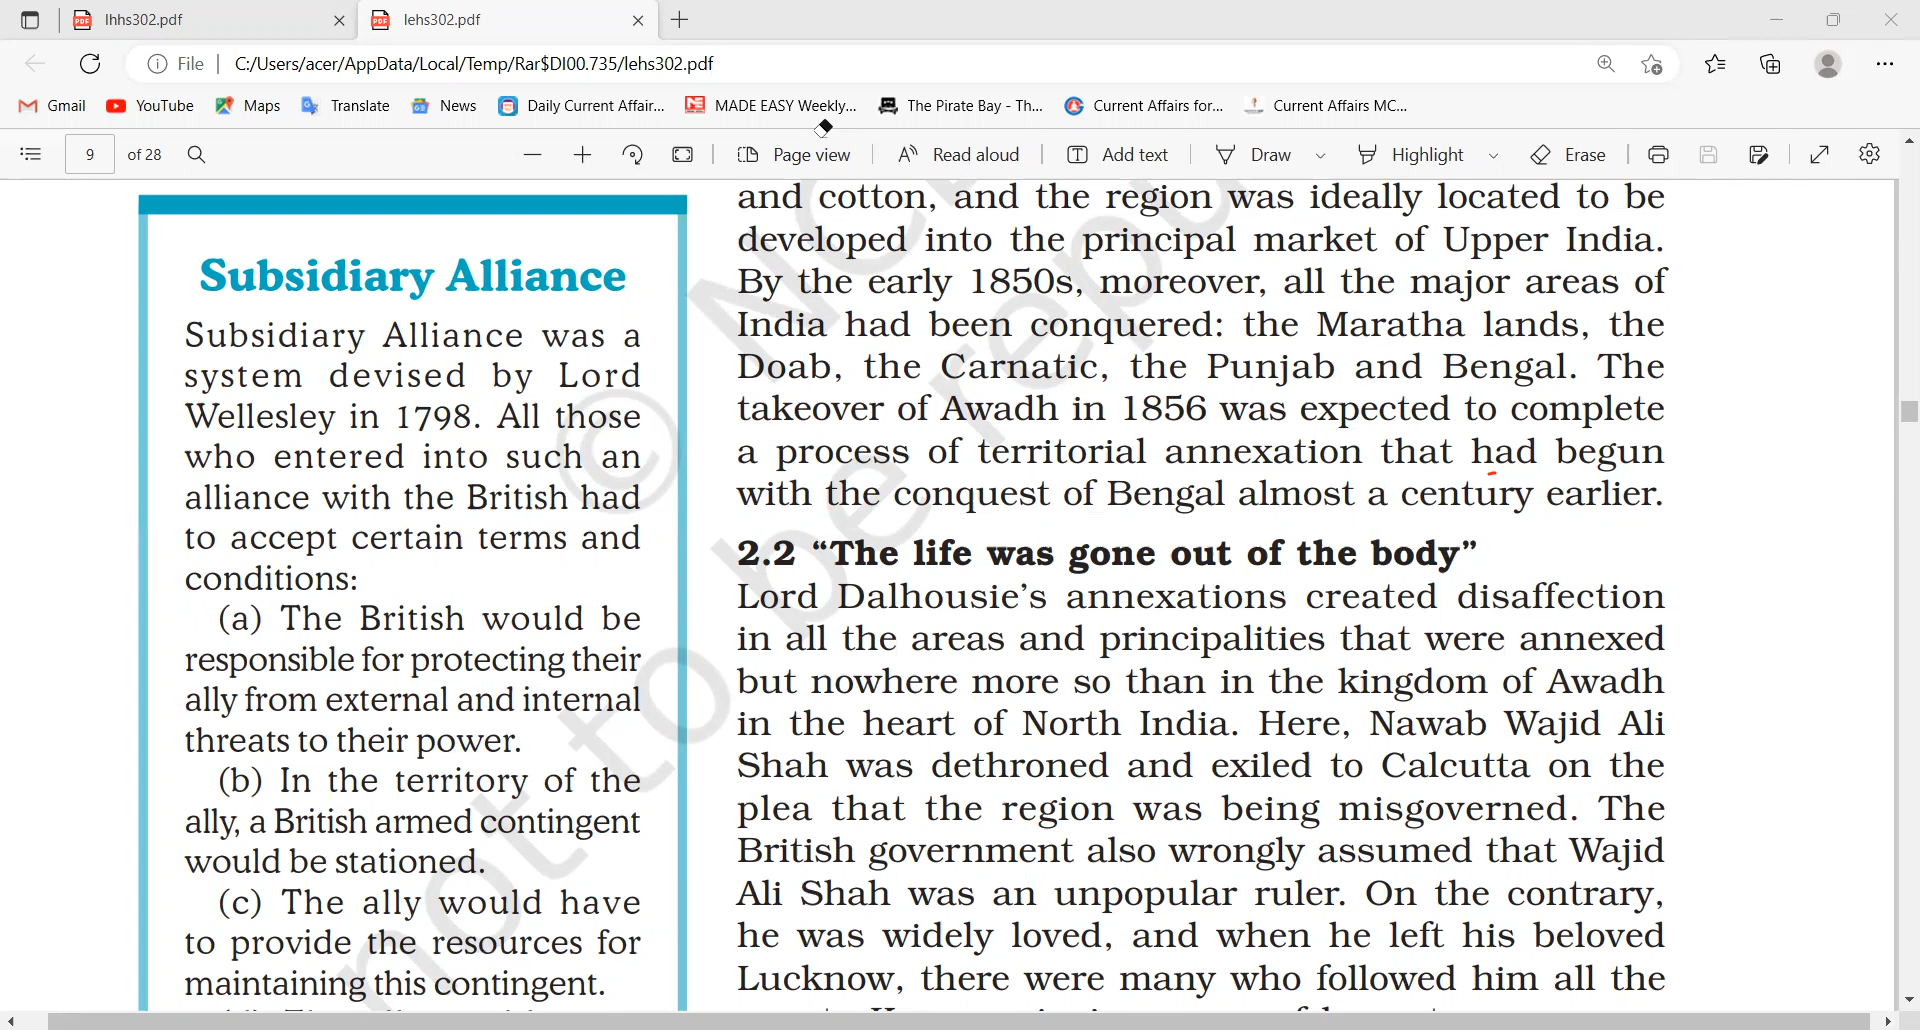 lhhs302.pdf
lehs302.pdf
File
C:/Users/acer/AppData/Local/Temp/Rar$DI00.735/lehs302.pdf
Gmail YouTube Maps Translate News Daily Current Affair... MADE EASY Weekly... The Pirate Bay - Th... Current Affairs for... Current Affairs MC...
9 of 28 Page view Read aloud Add text Draw Highlight Erase
Subsidiary Alliance
Subsidiary Alliance was a
system devised by Lord
Wellesley in 1798. All those
who entered into such an
alliance with the British had
to accept certain terms and
conditions:
(a) The British would be
responsible for protecting their
ally from external and internal
threats to their power.
(b) In the territory of the
ally, a British armed contingent
would be stationed.
(c) The ally would have
to provide the resources for
maintaining this contingent.
and cotton, and the region was ideally located to be
developed into the principal market of Upper India.
By the early 1850s, moreover, all the major areas of
India had been conquered: the Maratha lands, the
Doab, the Carnatic, the Punjab and Bengal. The
takeover of Awadh in 1856 was expected to complete
a process of territorial annexation that had begun
with the conquest of Bengal almost a century earlier.
2.2 “The life was gone out of the body”
Lord Dalhousie’s annexations created disaffection
in all the areas and principalities that were annexed
but nowhere more so than in the kingdom of Awadh
in the heart of North India. Here, Nawab Wajid Ali
Shah was dethroned and exiled to Calcutta on the
plea that the region was being misgoverned. The
British government also wrongly assumed that Wajid
Ali Shah was an unpopular ruler. On the contrary,
he was widely loved, and when he left his beloved
Lucknow, there were many who followed him all the
not to be